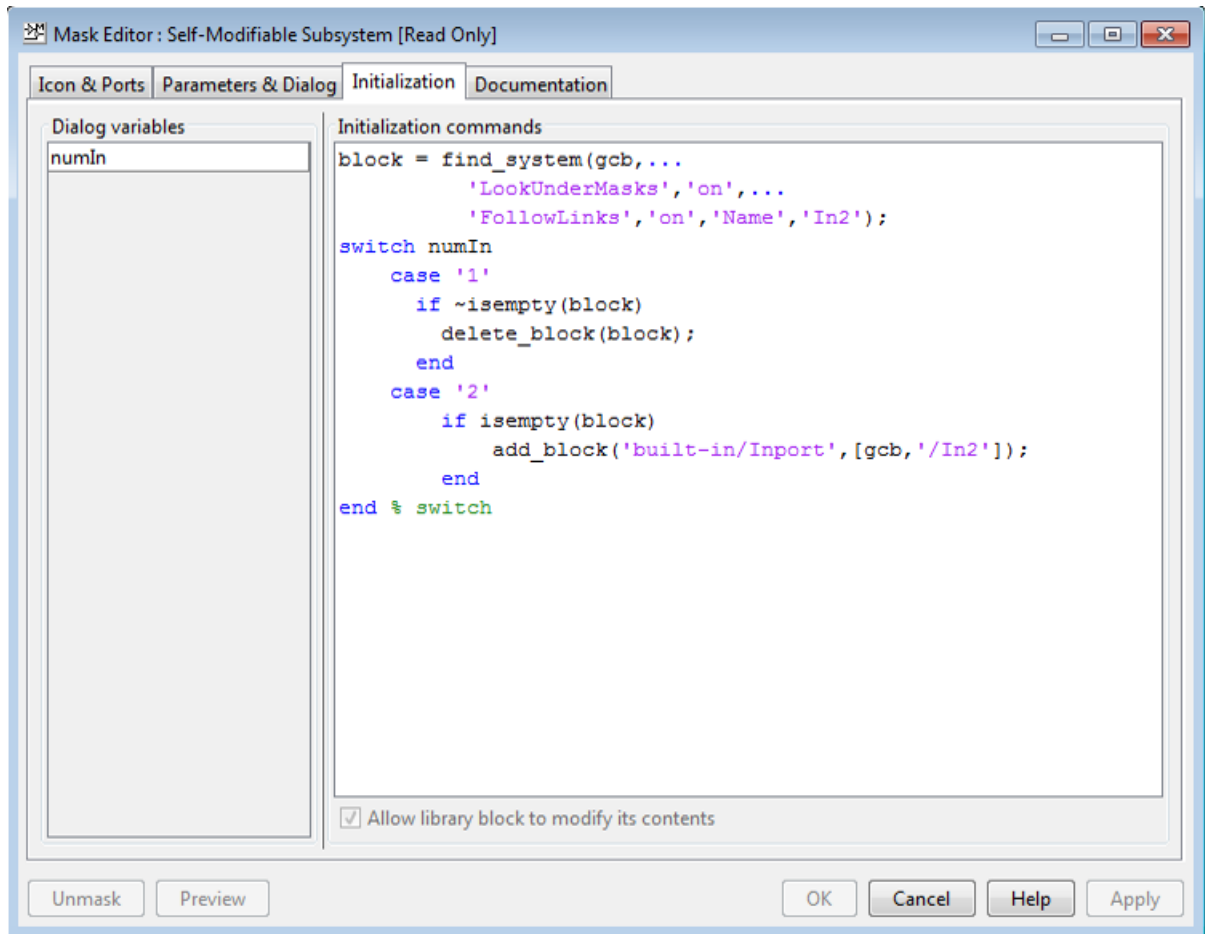 Mask Editor : Self-Modifiable Subsystem [Read Only]
Icon & Ports Parameters & Dialog Initialization Documentation
Dialog variables
numIn
Initialization commands
block = find_system(gcb,...
'LookUnderMasks','on',...
'FollowLinks','on','Name','In2');
switch numIn
case '1'
if ~isempty(block)
delete_block(block);
end
case '2'
if isempty(block)
add_block('built-in/Inport',[gcb,'/In2']);
end
end % switch
Allow library block to modify its contents
Unmask Preview OK Cancel Help Apply